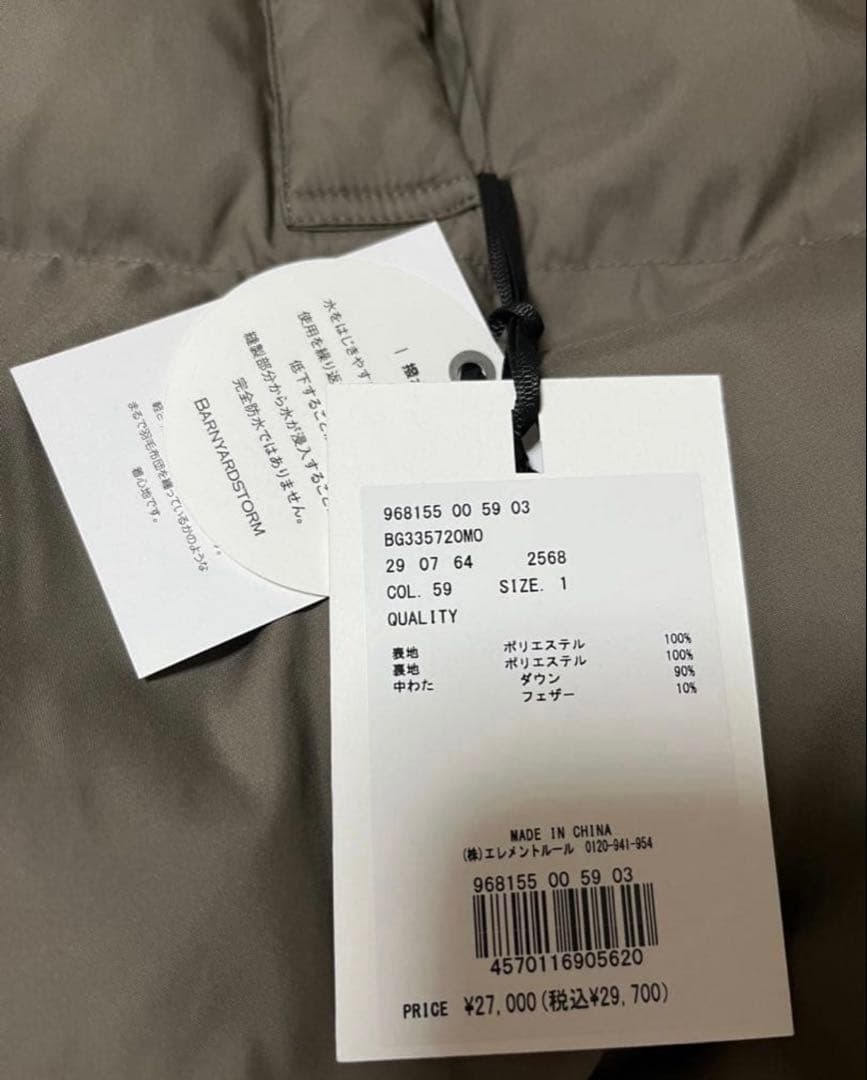 968155 00 59 03
BG33572OMO
29 07 64 2568
COL. 59 SIZE. 1
QUALITY
表地 ポリエステル 100%
裏地 ポリエステル 100%
中わた ダウン 90%
フェザー 10%
MADE IN CHINA
(株)エレメントルール 0120-941-954
968155 00 59 03
4570116905620
PRICE ¥27,000(税込¥29,700)
水をはじきやす
使用を繰り返
低下すること
縫製部分から水が浸入すること
完全防水ではありません。
BARNYARDSTORM
まるで羽毛布団を纏っているかのような
着心地です。